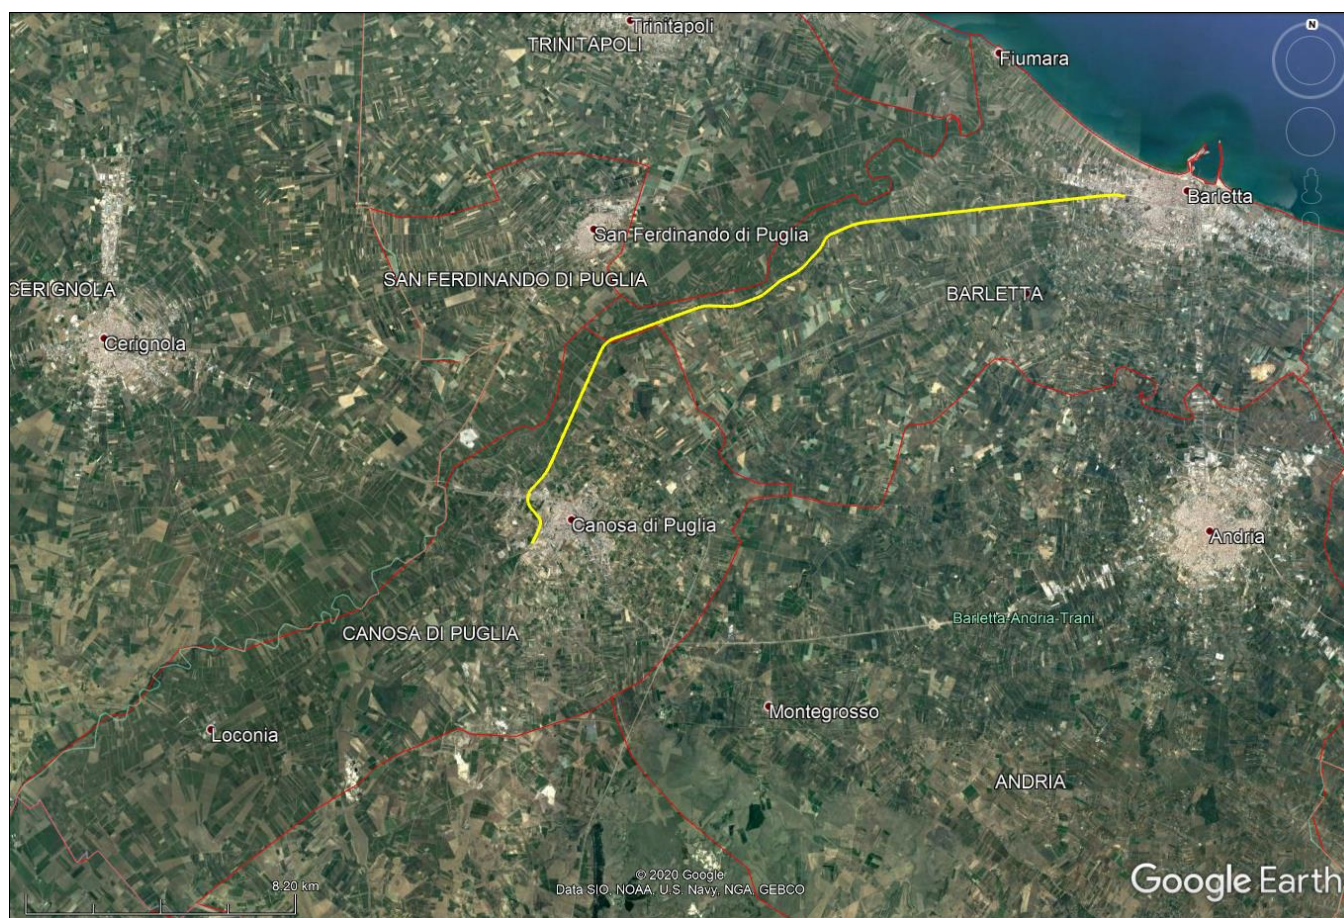 Trinitapoli
TRINITAPOLI
N
Fiumara
Barletta
San Ferdinando di Puglia
SAN FERDINANDO DI PUGLIA
CERIGNOLA
BARLETTA
Cerignola
Canosa di Puglia
Andria
Barletta-Andria-Trani
CANOSA DI PUGLIA
Montegrosso
Loconia
ANDRIA
8.20 km
© 2020 Google
Data SIO, NOAA, U.S. Navy, NGA, GEBCO
Google Earth